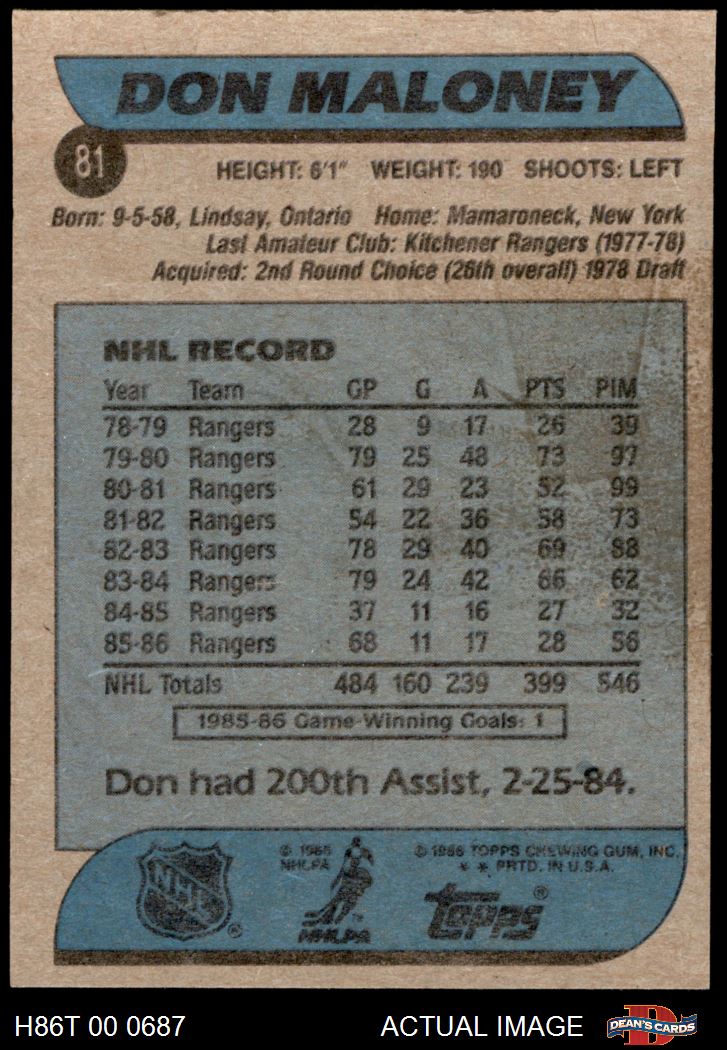 DON MALONEY
81
HEIGHT: 6'1" WEIGHT: 190 SHOOTS: LEFT
Born: 9-5-58, Lindsay, Ontario Home: Mamaroneck, New York
Last Amateur Club: Kitchener Rangers (1977-78)
Acquired: 2nd Round Choice (26th overall) 1978 Draft
NHL RECORD
Year Team GP G A PTS PIM
78-79 Rangers 28 9 17 26 39
79-80 Rangers 79 25 48 73 97
80-81 Rangers 61 29 23 52 99
81-82 Rangers 54 22 36 58 73
82-83 Rangers 78 29 40 69 88
83-84 Rangers 79 24 42 66 62
84-85 Rangers 37 11 16 27 32
85-86 Rangers 68 11 17 28 56
NHL Totals 484 160 239 399 546
1985-86 Game-Winning Goals: 1
Don had 200th Assist, 2-25-84.
NHL ®
© 1986
NHLPA
NHLPA
© 1986 TOPPS CHEWING GUM, INC.
* * PRTD. IN U.S.A.
topps ®
H86T 00 0687 ACTUAL IMAGE
D
DEAN'S CARDS